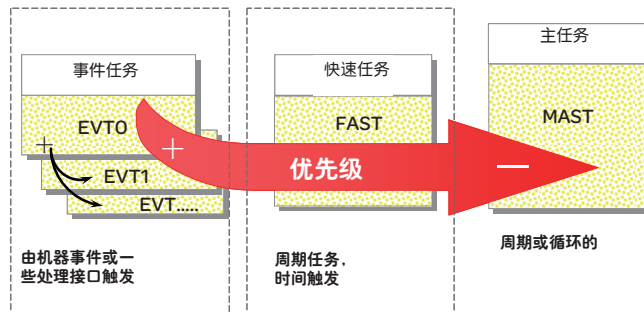 事件任务
EVT0
+
EVT1
EVT.....
由机器事件或一
些处理接口触发
快速任务
FAST
+
优先级
—
周期任务，
时间触发
主任务
MAST
周期或循环的